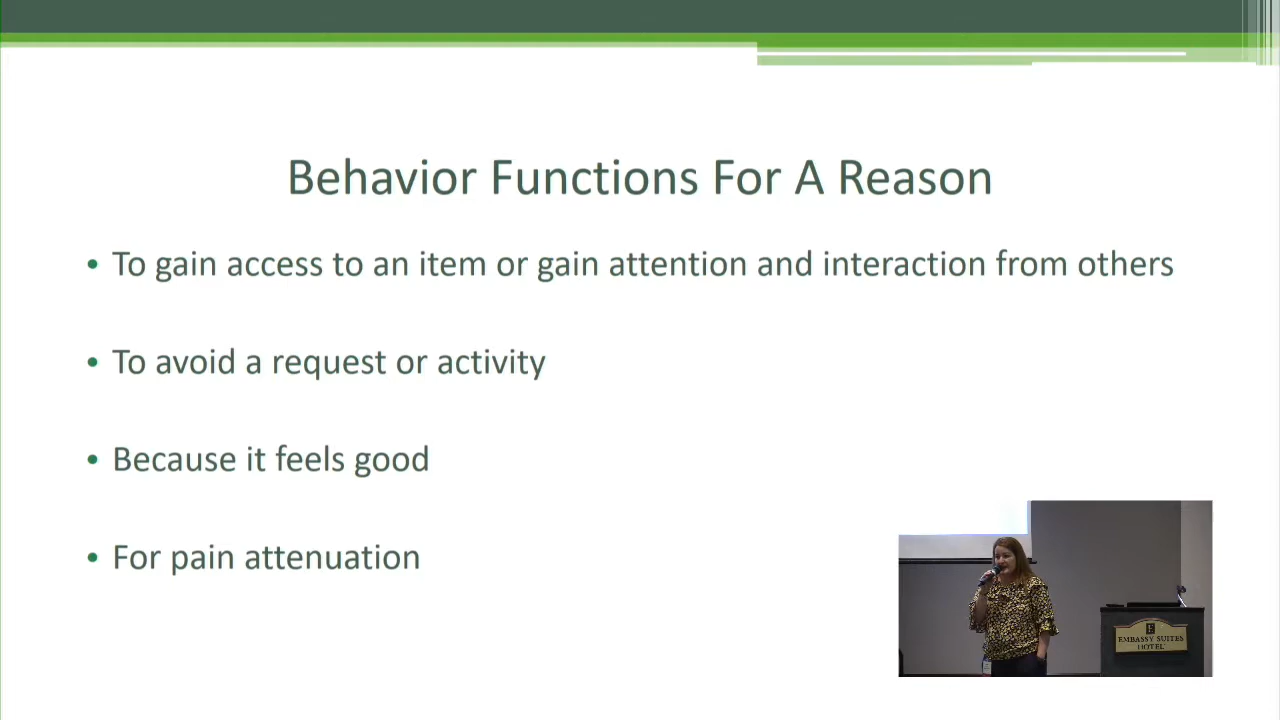 Behavior Functions For A Reason
• To gain access to an item or gain attention and interaction from others
• To avoid a request or activity
• Because it feels good
• For pain attenuation
E
EMBASSY SUITES
HOTEL